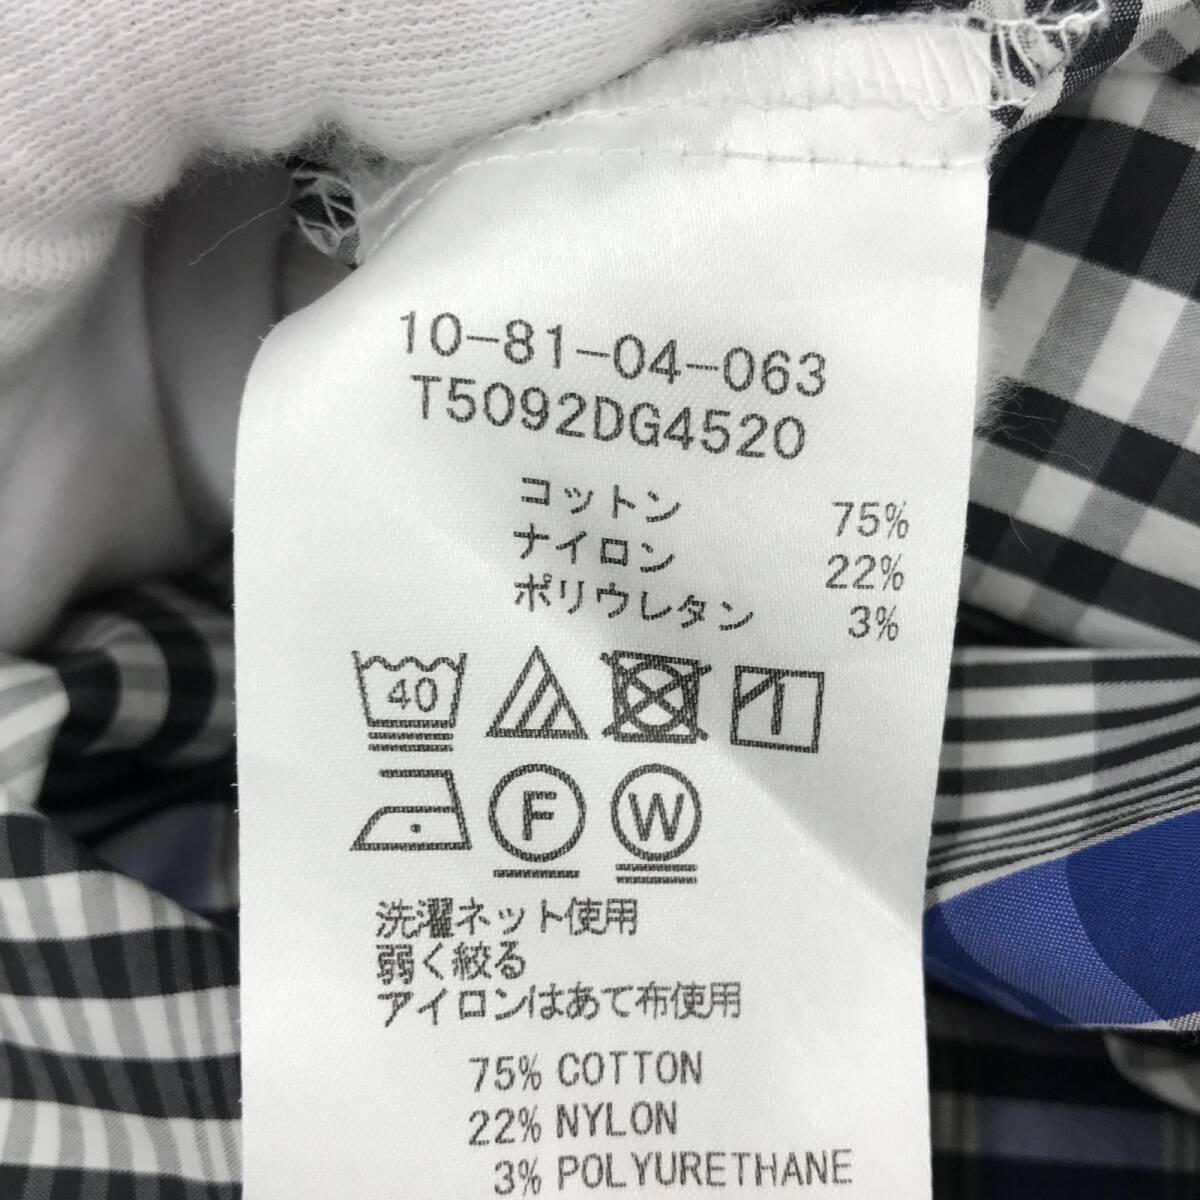 10-81-04-063
T5092DG4520
コットン 75%
ナイロン 22%
ポリウレタン 3%
40
F W
洗濯ネット使用
弱く絞る
アイロンはあて布使用
75% COTTON
22% NYLON
3% POLYURETHANE